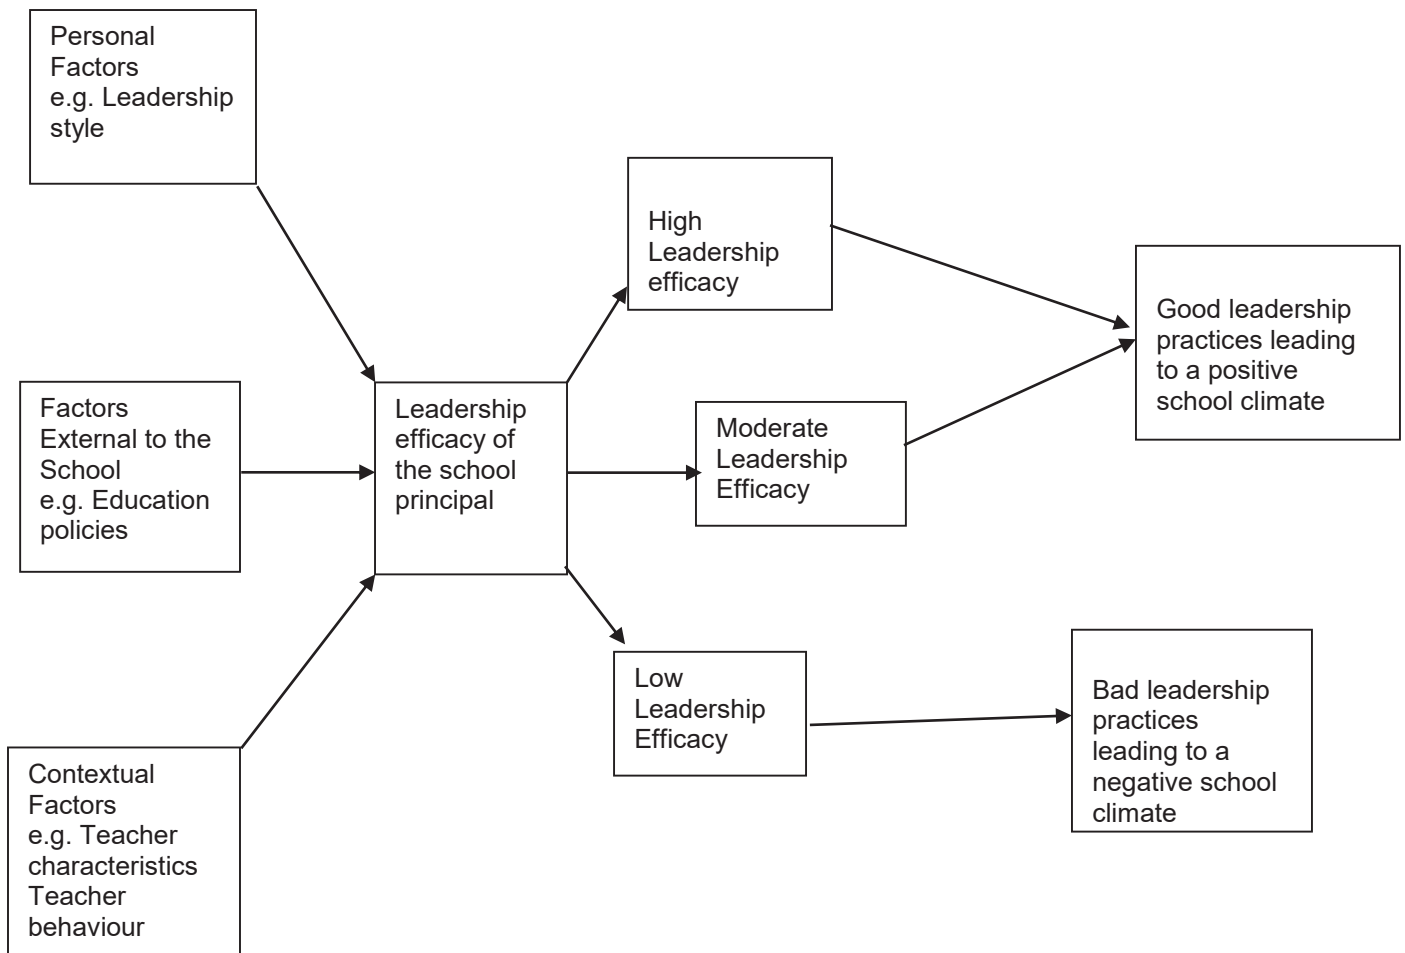 Personal
Factors
e.g. Leadership
style
High
Leadership
efficacy
Good leadership
practices leading
to a positive
school climate
Factors
External to the
School
e.g. Education
policies
Leadership
efficacy of
the school
principal
Moderate
Leadership
Efficacy
Low
Leadership
Efficacy
Bad leadership
practices
leading to a
negative school
climate
Contextual
Factors
e.g. Teacher
characteristics
Teacher
behaviour